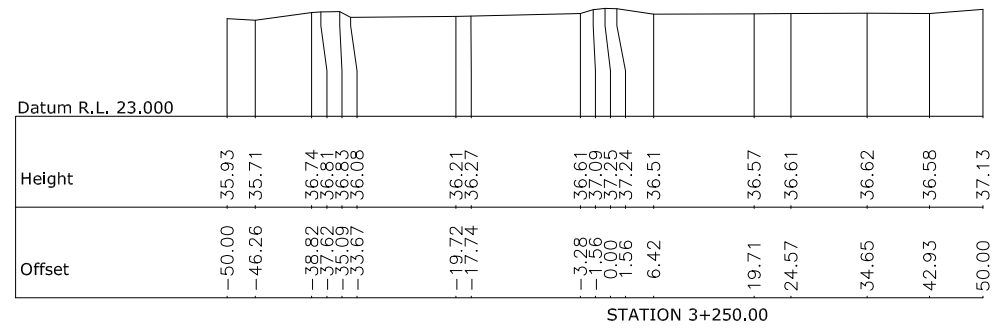 Datum R.L. 23.000
Height 35.93 35.71 36.74 36.81 36.83 36.08 36.21 36.27 36.61 37.09 37.25 37.24 36.51 36.57 36.61 36.62 36.58 37.13
Offset −50.00 −46.26 −38.82 −37.62 −35.09 −33.67 −19.72 −17.74 −3.28 −1.56 0.00 1.56 6.42 19.71 24.57 34.65 42.93 50.00
STATION 3+250.00